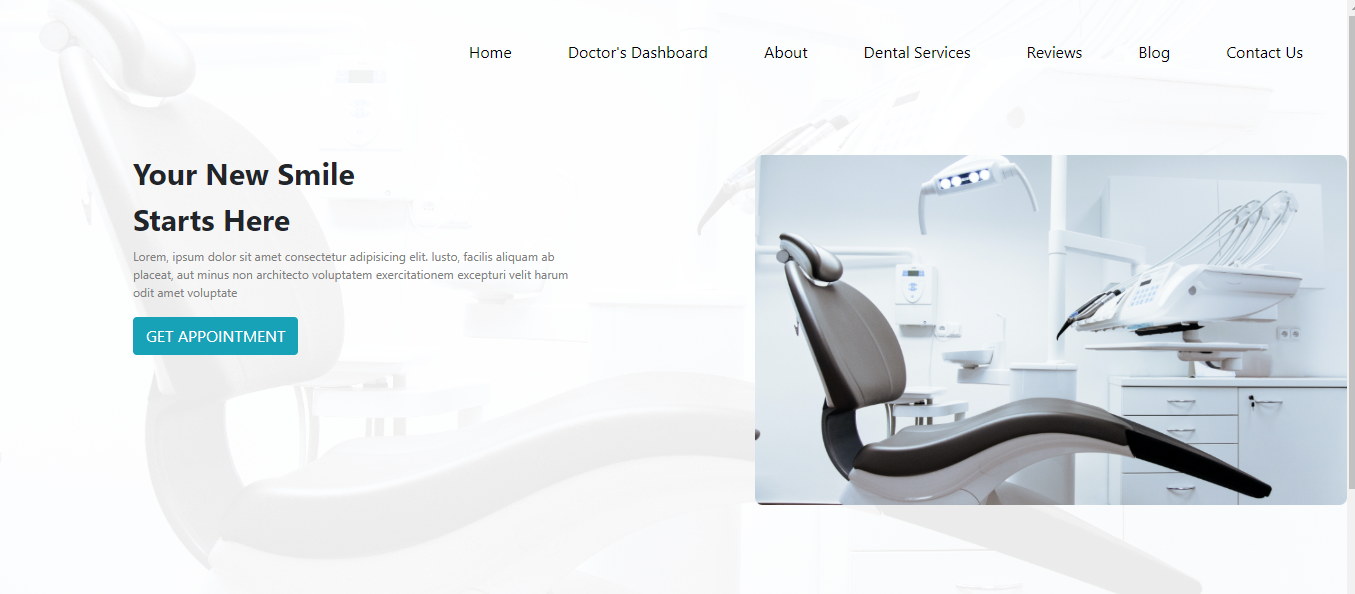 Home Doctor's Dashboard About Dental Services Reviews Blog Contact Us
Your New Smile
Starts Here
Lorem, ipsum dolor sit amet consectetur adipisicing elit. Iusto, facilis aliquam ab
placeat, aut minus non architecto voluptatem exercitationem excepturi velit harum
odit amet voluptate
GET APPOINTMENT